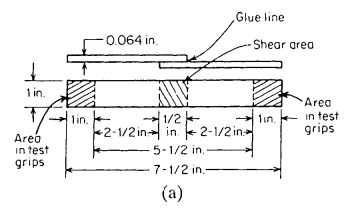 Glue line
0.064 in.
Shear area
1 in.
Area
in test
grips
Area
in test
grips
1 in.
1/2
in.
1 in.
2-1/2 in.
2-1/2 in.
5-1/2 in.
7-1/2 in.
(a)